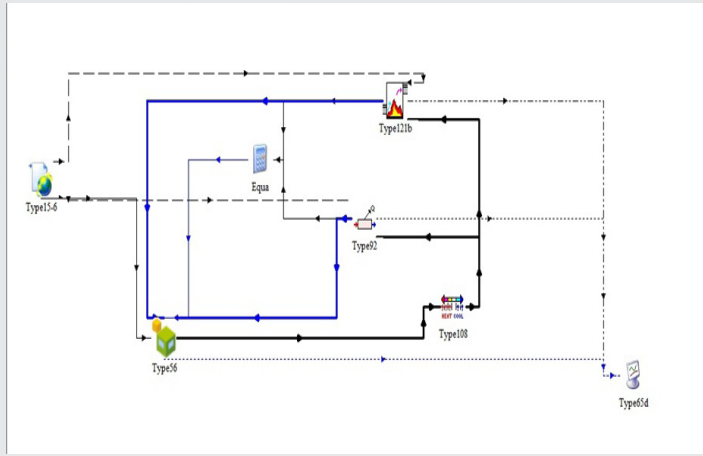 Type121b
Equa
Type15-6
Type92
HEAT COOL
Type108
Type56
Type65d